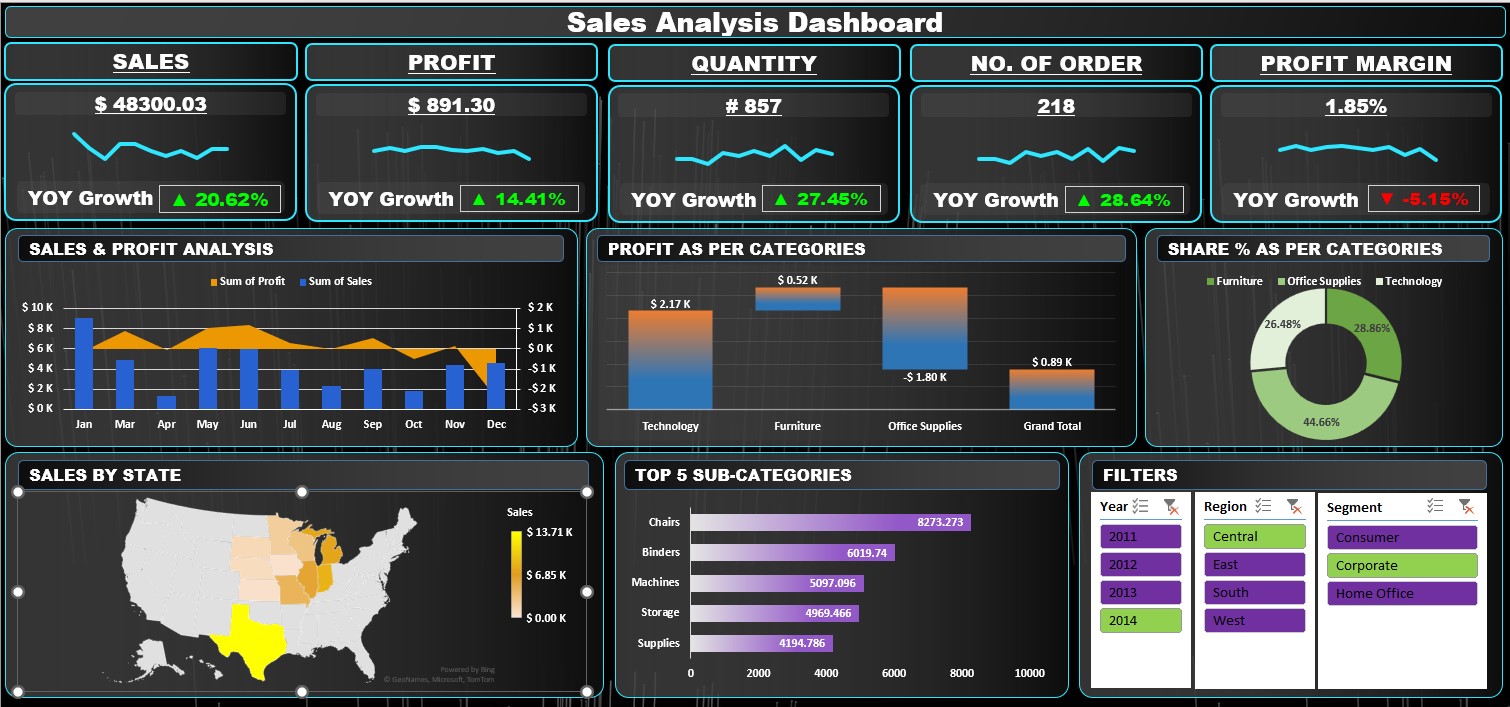 Sales Analysis Dashboard
SALES
$ 48300.03
YOY Growth ▲ 20.62%
PROFIT
$ 891.30
YOY Growth ▲ 14.41%
QUANTITY
# 857
YOY Growth ▲ 27.45%
NO. OF ORDER
218
YOY Growth ▲ 28.64%
PROFIT MARGIN
1.85%
YOY Growth ▼ -5.15%
SALES & PROFIT ANALYSIS
Sum of Profit Sum of Sales
$ 10 K
$ 8 K
$ 6 K
$ 4 K
$ 2 K
$ 0 K
$ 2 K
$ 1 K
$ 0 K
-$ 1 K
-$ 2 K
-$ 3 K
Jan Mar Apr May Jun Jul Aug Sep Oct Nov Dec
PROFIT AS PER CATEGORIES
$ 2.17 K
$ 0.52 K
-$ 1.80 K
$ 0.89 K
Technology Furniture Office Supplies Grand Total
SHARE % AS PER CATEGORIES
Furniture Office Supplies Technology
26.48%
28.86%
44.66%
SALES BY STATE
Sales
$ 13.71 K
$ 6.85 K
$ 0.00 K
Powered by Bing
© GeoNames, Microsoft, TomTom
TOP 5 SUB-CATEGORIES
Chairs 8273.273
Binders 6019.74
Machines 5097.096
Storage 4969.466
Supplies 4194.786
0 2000 4000 6000 8000 10000
FILTERS
Year
2011
2012
2013
2014
Region
Central
East
South
West
Segment
Consumer
Corporate
Home Office